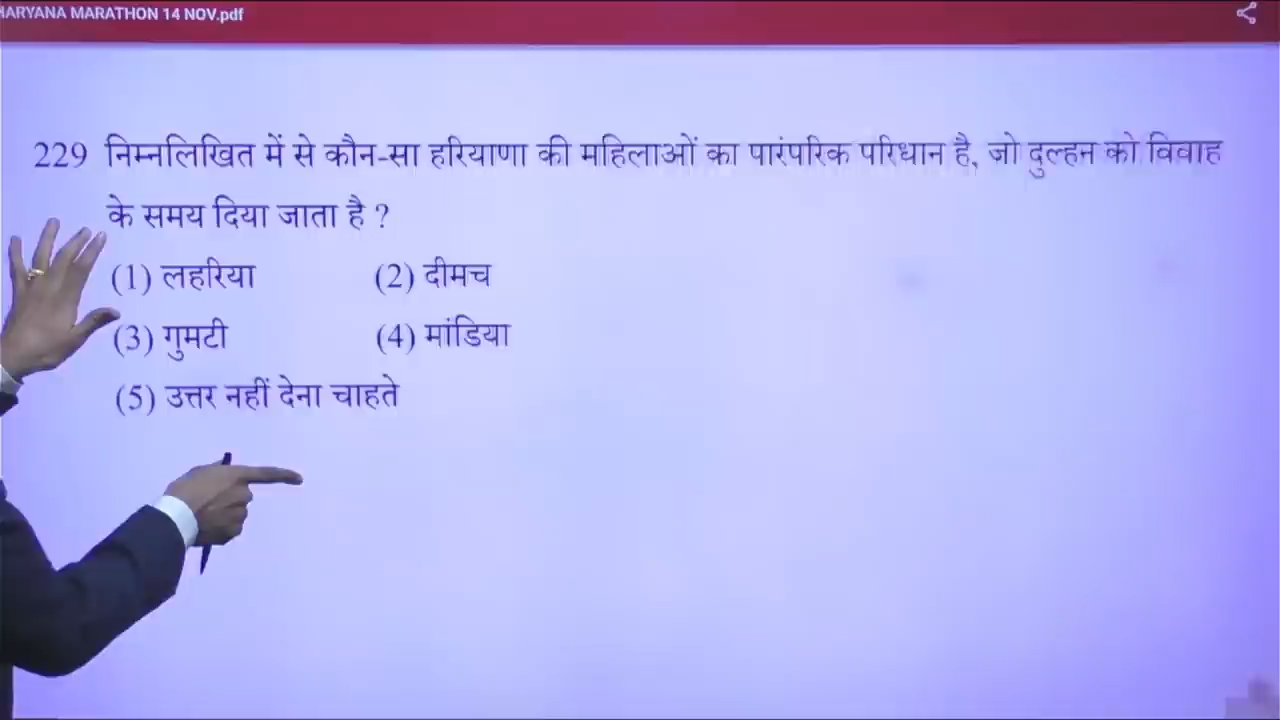 HARYANA MARATHON 14 NOV.pdf
229 निम्नलिखित में से कौन-सा हरियाणा की महिलाओं का पारंपरिक परिधान है, जो दुल्हन को विवाह
के समय दिया जाता है ?
(1) लहरिया (2) दीमच
(3) गुमटी (4) मांडिया
(5) उत्तर नहीं देना चाहते